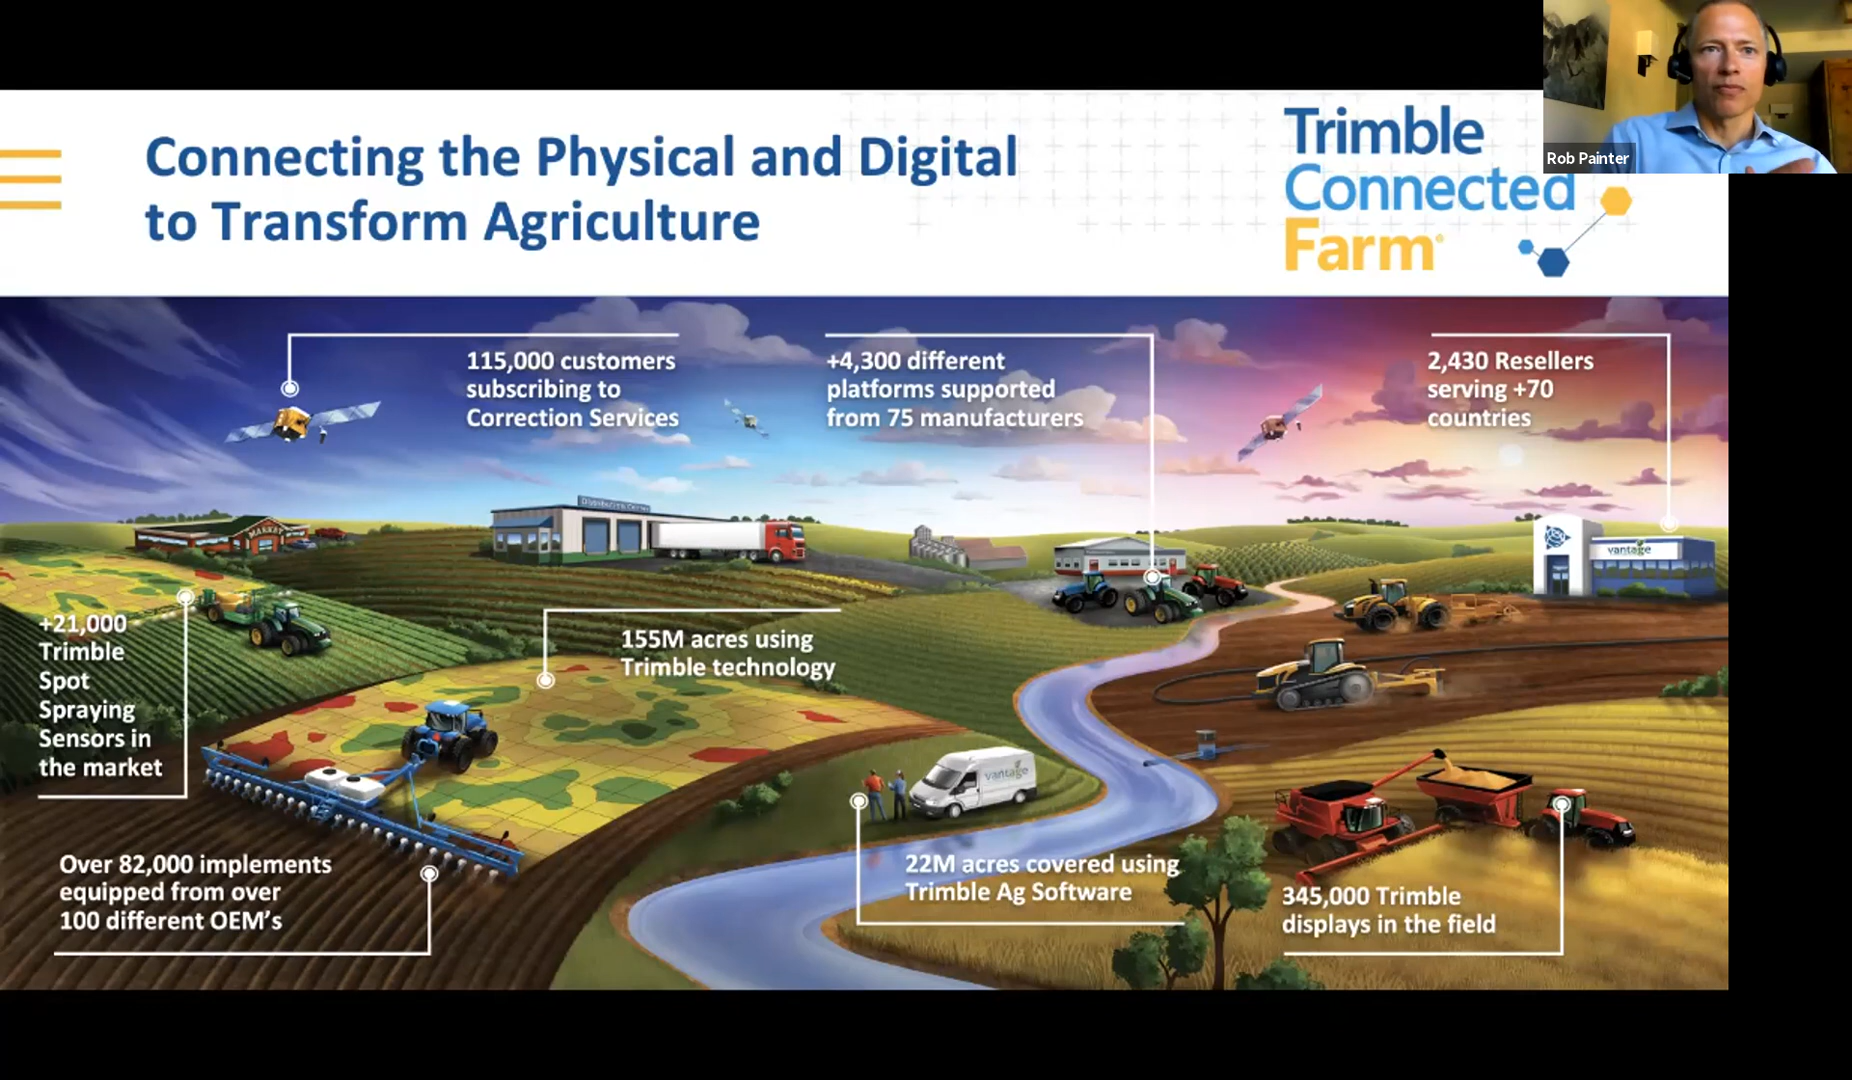 Connecting the Physical and Digital
to Transform Agriculture
Trimble
Connected
Farm
Rob Painter
115,000 customers
subscribing to
Correction Services
+4,300 different
platforms supported
from 75 manufacturers
2,430 Resellers
serving +70
countries
Distribution Center
MARKET
vantage
+21,000
Trimble
Spot
Spraying
Sensors in
the market
155M acres using
Trimble technology
vantage
Over 82,000 implements
equipped from over
100 different OEM's
22M acres covered using
Trimble Ag Software
345,000 Trimble
displays in the field